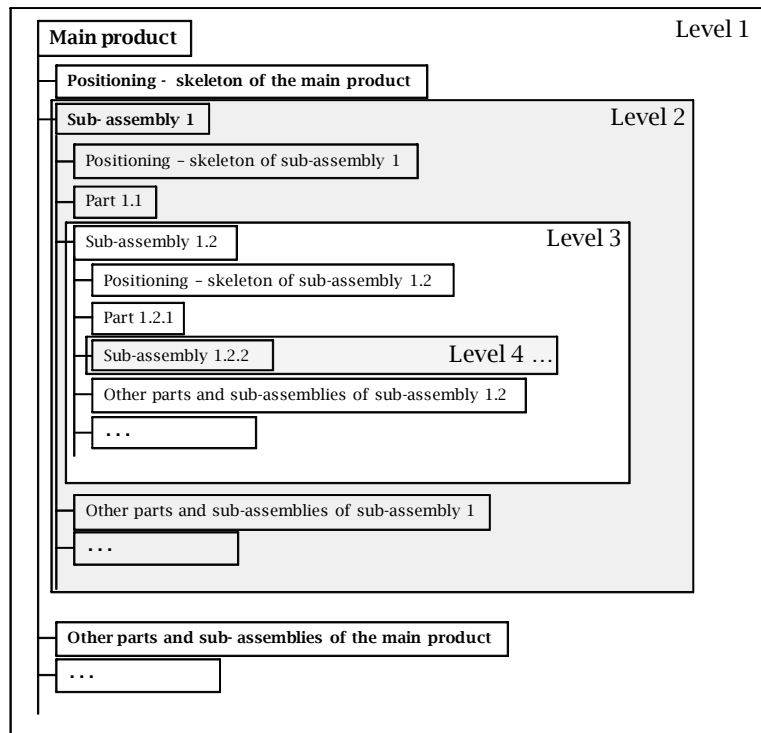 Main product
Level 1
Positioning - skeleton of the main product
Sub- assembly 1
Level 2
Positioning – skeleton of sub-assembly 1
Part 1.1
Sub-assembly 1.2
Level 3
Positioning – skeleton of sub-assembly 1.2
Part 1.2.1
Sub-assembly 1.2.2
Level 4 ...
Other parts and sub-assemblies of sub-assembly 1.2
...
Other parts and sub-assemblies of sub-assembly 1
...
Other parts and sub- assemblies of the main product
...